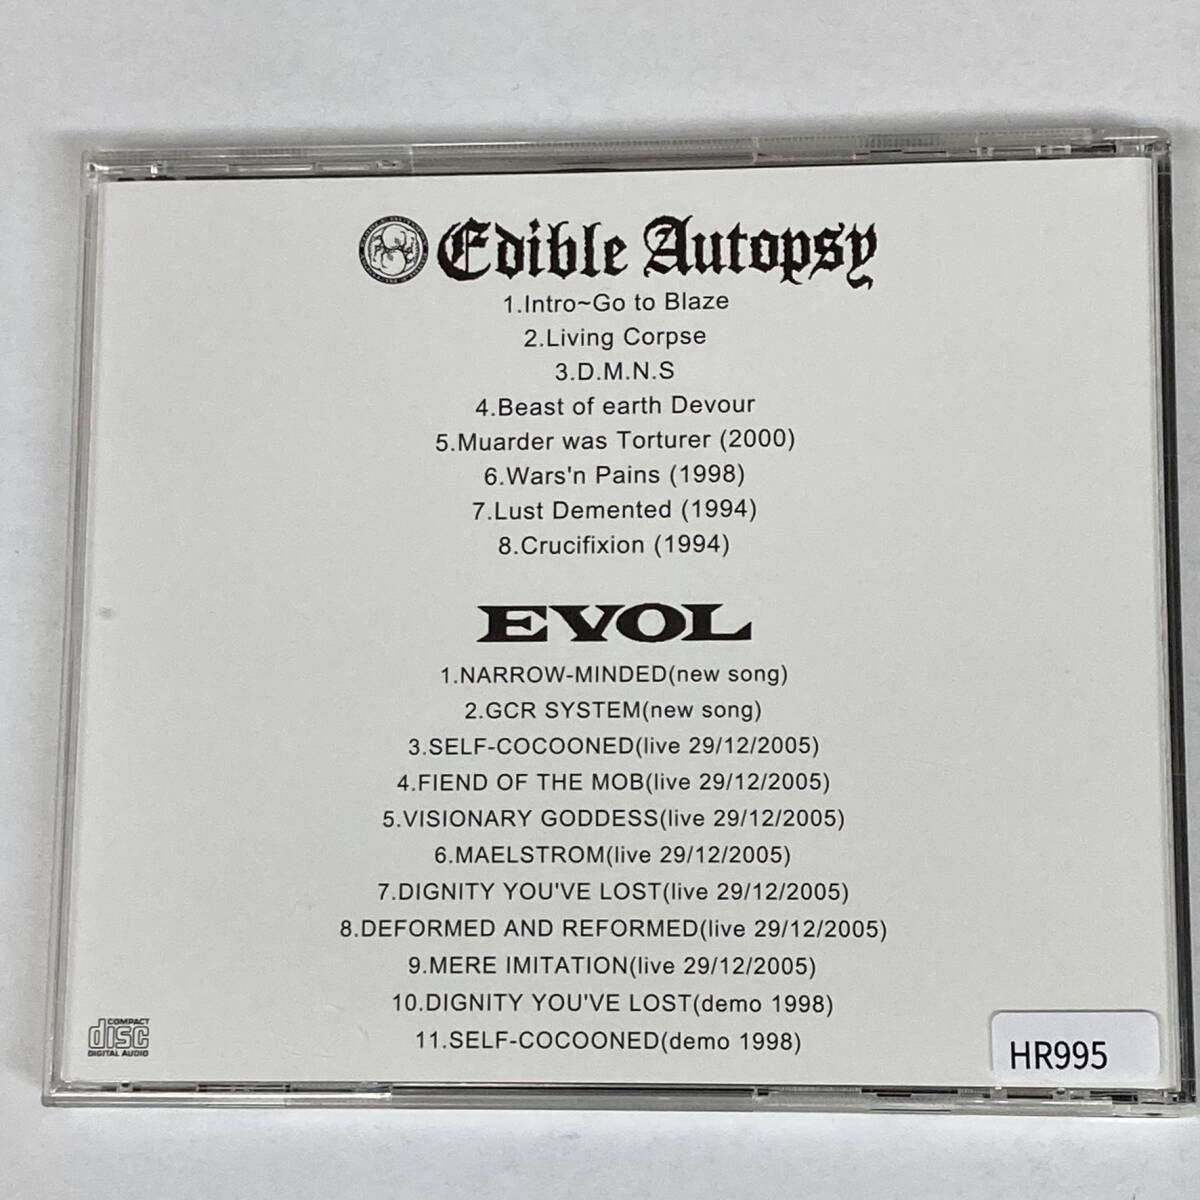 Edible Autopsy
1.Intro~Go to Blaze
2.Living Corpse
3.D.M.N.S
4.Beast of earth Devour
5.Muarder was Torturer (2000)
6.Wars'n Pains (1998)
7.Lust Demented (1994)
8.Crucifixion (1994)
EVOL
1.NARROW-MINDED(new song)
2.GCR SYSTEM(new song)
3.SELF-COCOONED(live 29/12/2005)
4.FIEND OF THE MOB(live 29/12/2005)
5.VISIONARY GODDESS(live 29/12/2005)
6.MAELSTROM(live 29/12/2005)
7.DIGNITY YOU'VE LOST(live 29/12/2005)
8.DEFORMED AND REFORMED(live 29/12/2005)
9.MERE IMITATION(live 29/12/2005)
10.DIGNITY YOU'VE LOST(demo 1998)
11.SELF-COCOONED(demo 1998)
COMPACT
disc
DIGITAL AUDIO
HR995